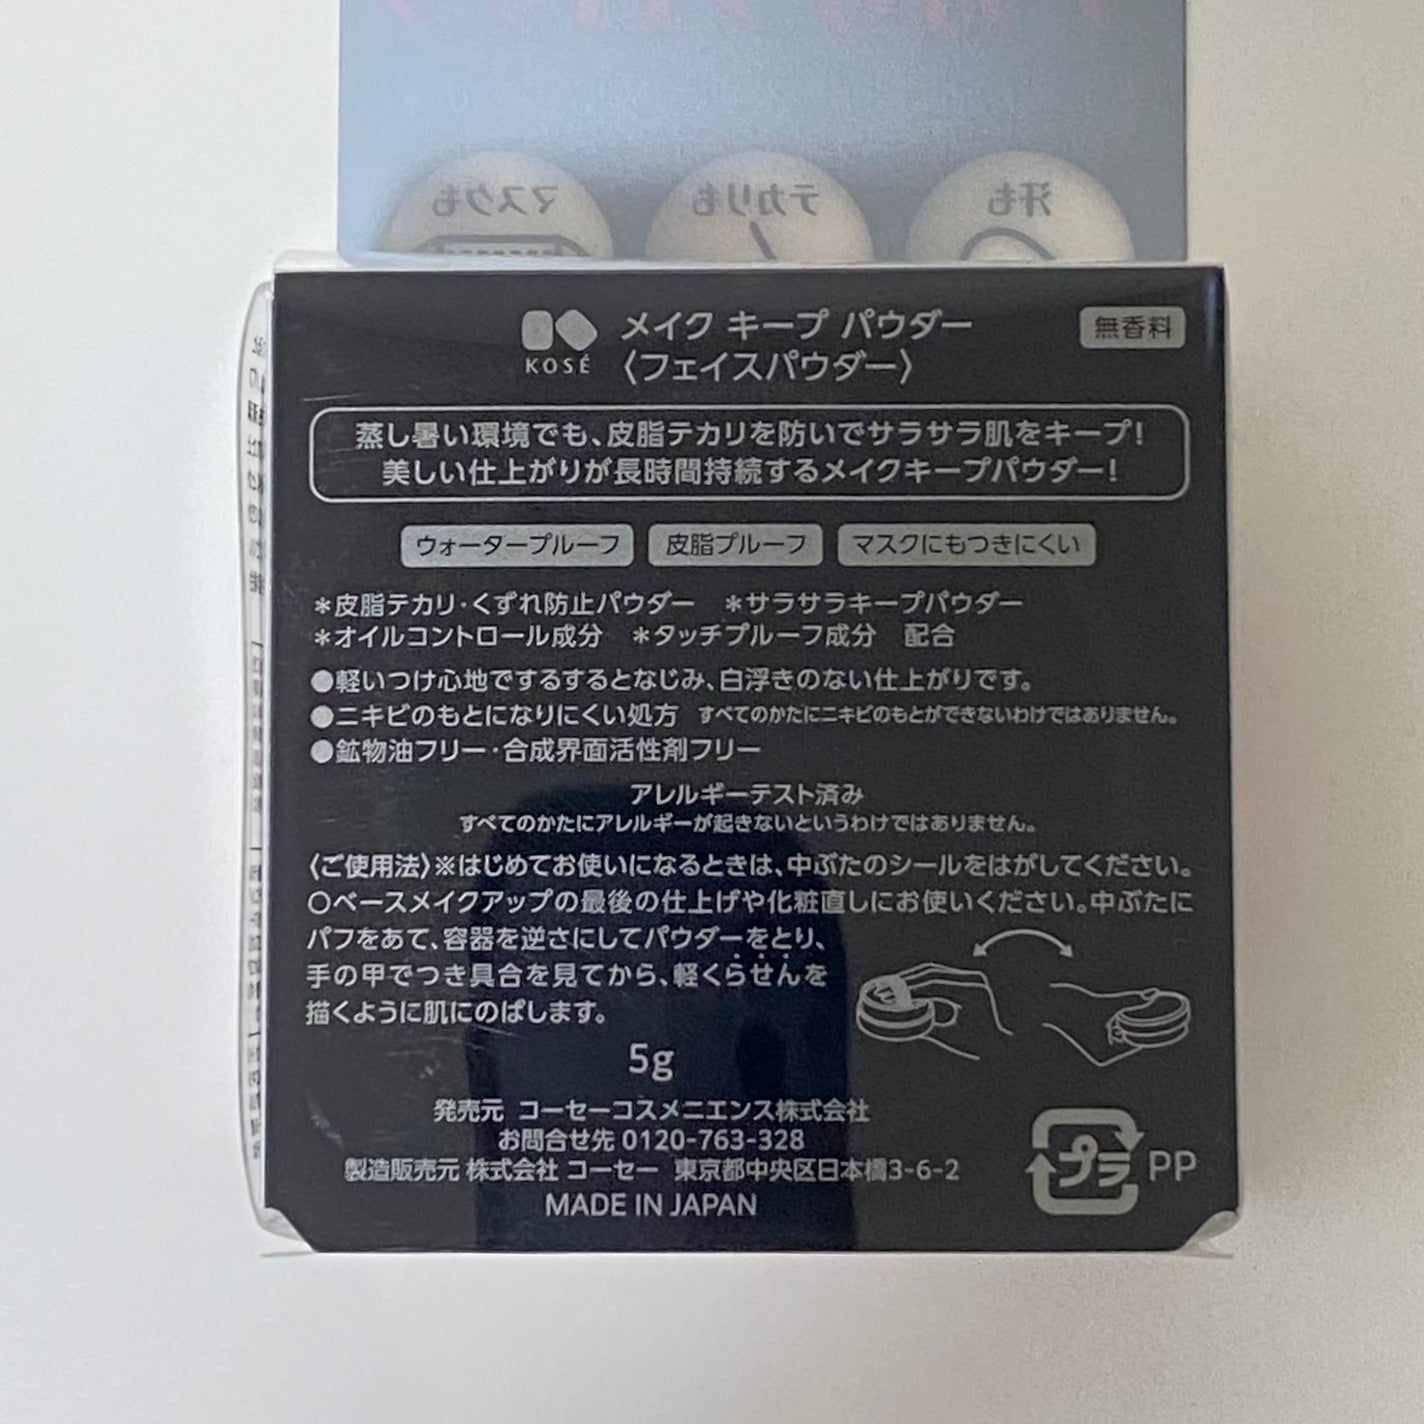 マスクも テカリも 汗も
KOSÉ
メイク キープ パウダー
〈フェイスパウダー〉
無香料
蒸し暑い環境でも、皮脂テカリを防いでサラサラ肌をキープ!
美しい仕上がりが長時間持続するメイクキープパウダー!
ウォータープルーフ 皮脂プルーフ マスクにもつきにくい
＊皮脂テカリ・くずれ防止パウダー ＊サラサラキープパウダー
＊オイルコントロール成分 ＊タッチプルーフ成分 配合
●軽いつけ心地でするするとなじみ、白浮きのない仕上がりです。
●ニキビのもとになりにくい処方 すべてのかたにニキビのもとができないわけではありません。
●鉱物油フリー・合成界面活性剤フリー
アレルギーテスト済み
すべてのかたにアレルギーが起きないというわけではありません。
〈ご使用法〉※はじめてお使いになるときは、中ぶたのシールをはがしてください。
○ベースメイクアップの最後の仕上げや化粧直しにお使いください。中ぶたに
パフをあて、容器を逆さにしてパウダーをとり、
手の甲でつき具合を見てから、軽くらせんを
描くように肌にのばします。
5g
発売元 コーセーコスメニエンス株式会社
お問合せ先 0120-763-328
製造販売元 株式会社 コーセー 東京都中央区日本橋3-6-2
MADE IN JAPAN
プラ PP